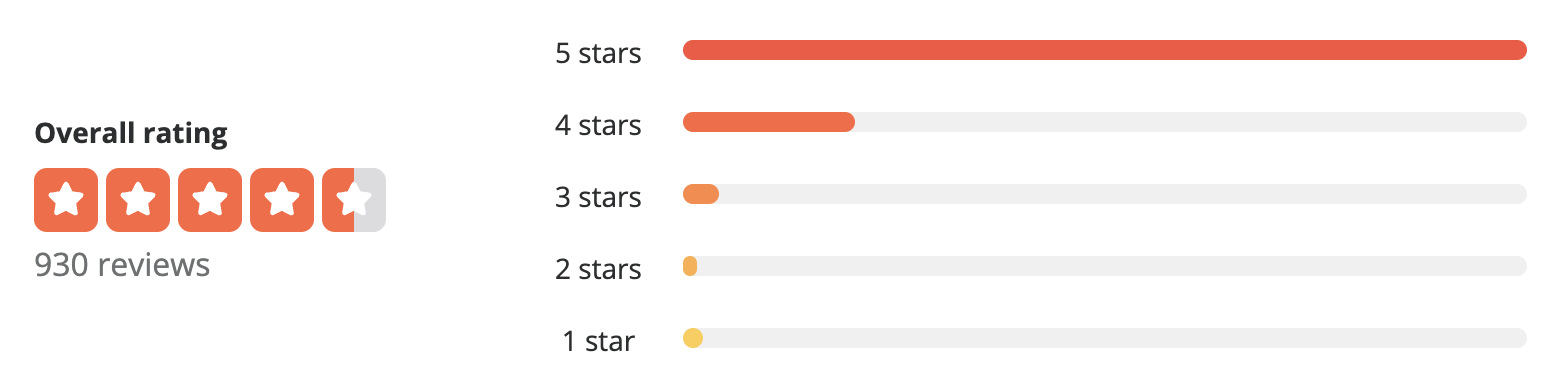 Overall rating
930 reviews
5 stars
4 stars
3 stars
2 stars
1 star